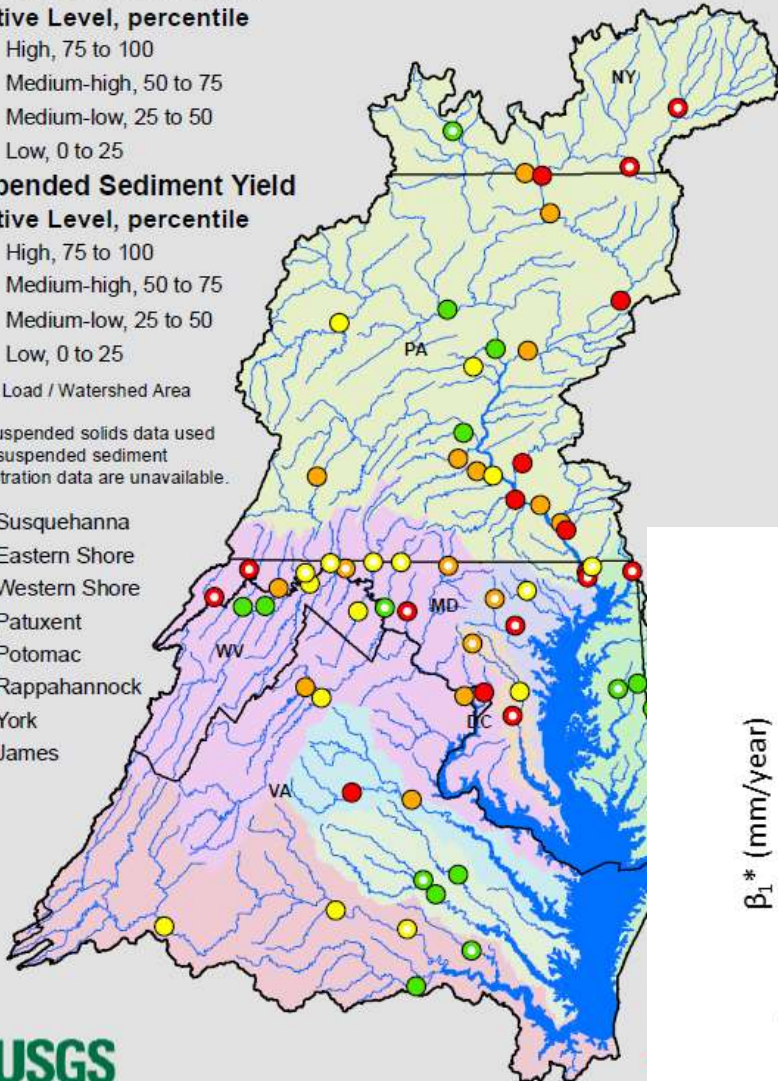 tive Level, percentile
High, 75 to 100
Medium-high, 50 to 75
Medium-low, 25 to 50
Low, 0 to 25
pended Sediment Yield
tive Level, percentile
High, 75 to 100
Medium-high, 50 to 75
Medium-low, 25 to 50
Low, 0 to 25
Load / Watershed Area
uspended solids data used
suspended sediment
tration data are unavailable.
Susquehanna
Eastern Shore
Western Shore
Patuxent
Potomac
Rappahannock
York
James
NY
PA
MD
WV
DC
VA
β₁* (mm/year)
USGS